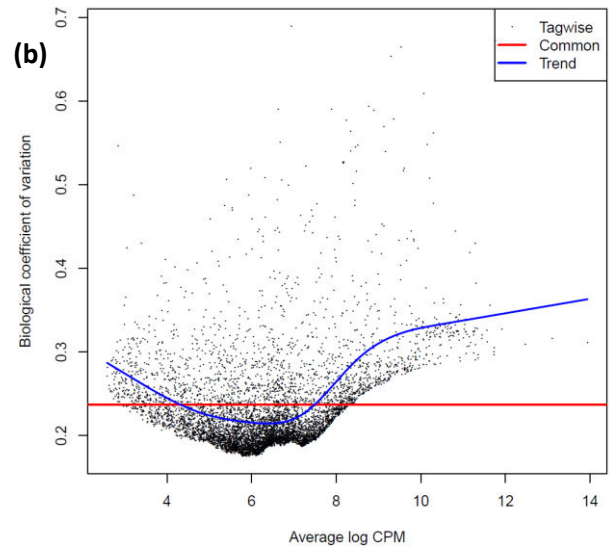 (b)
Tagwise
Common
Trend
Biological coefficient of variation
0.7
0.6
0.5
0.4
0.3
0.2
4 6 8 10 12 14
Average log CPM